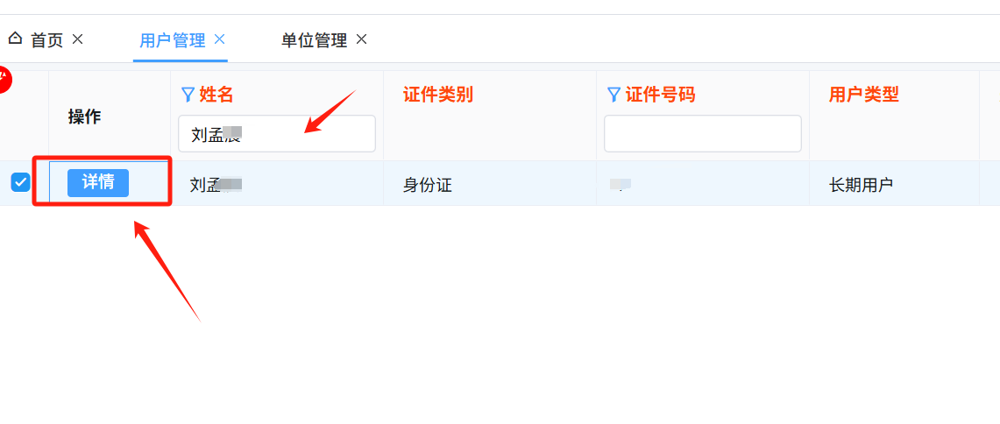 首页 用户管理 单位管理
操作 姓名 证件类别 证件号码 用户类型
刘孟
详情 刘孟 身份证 长期用户